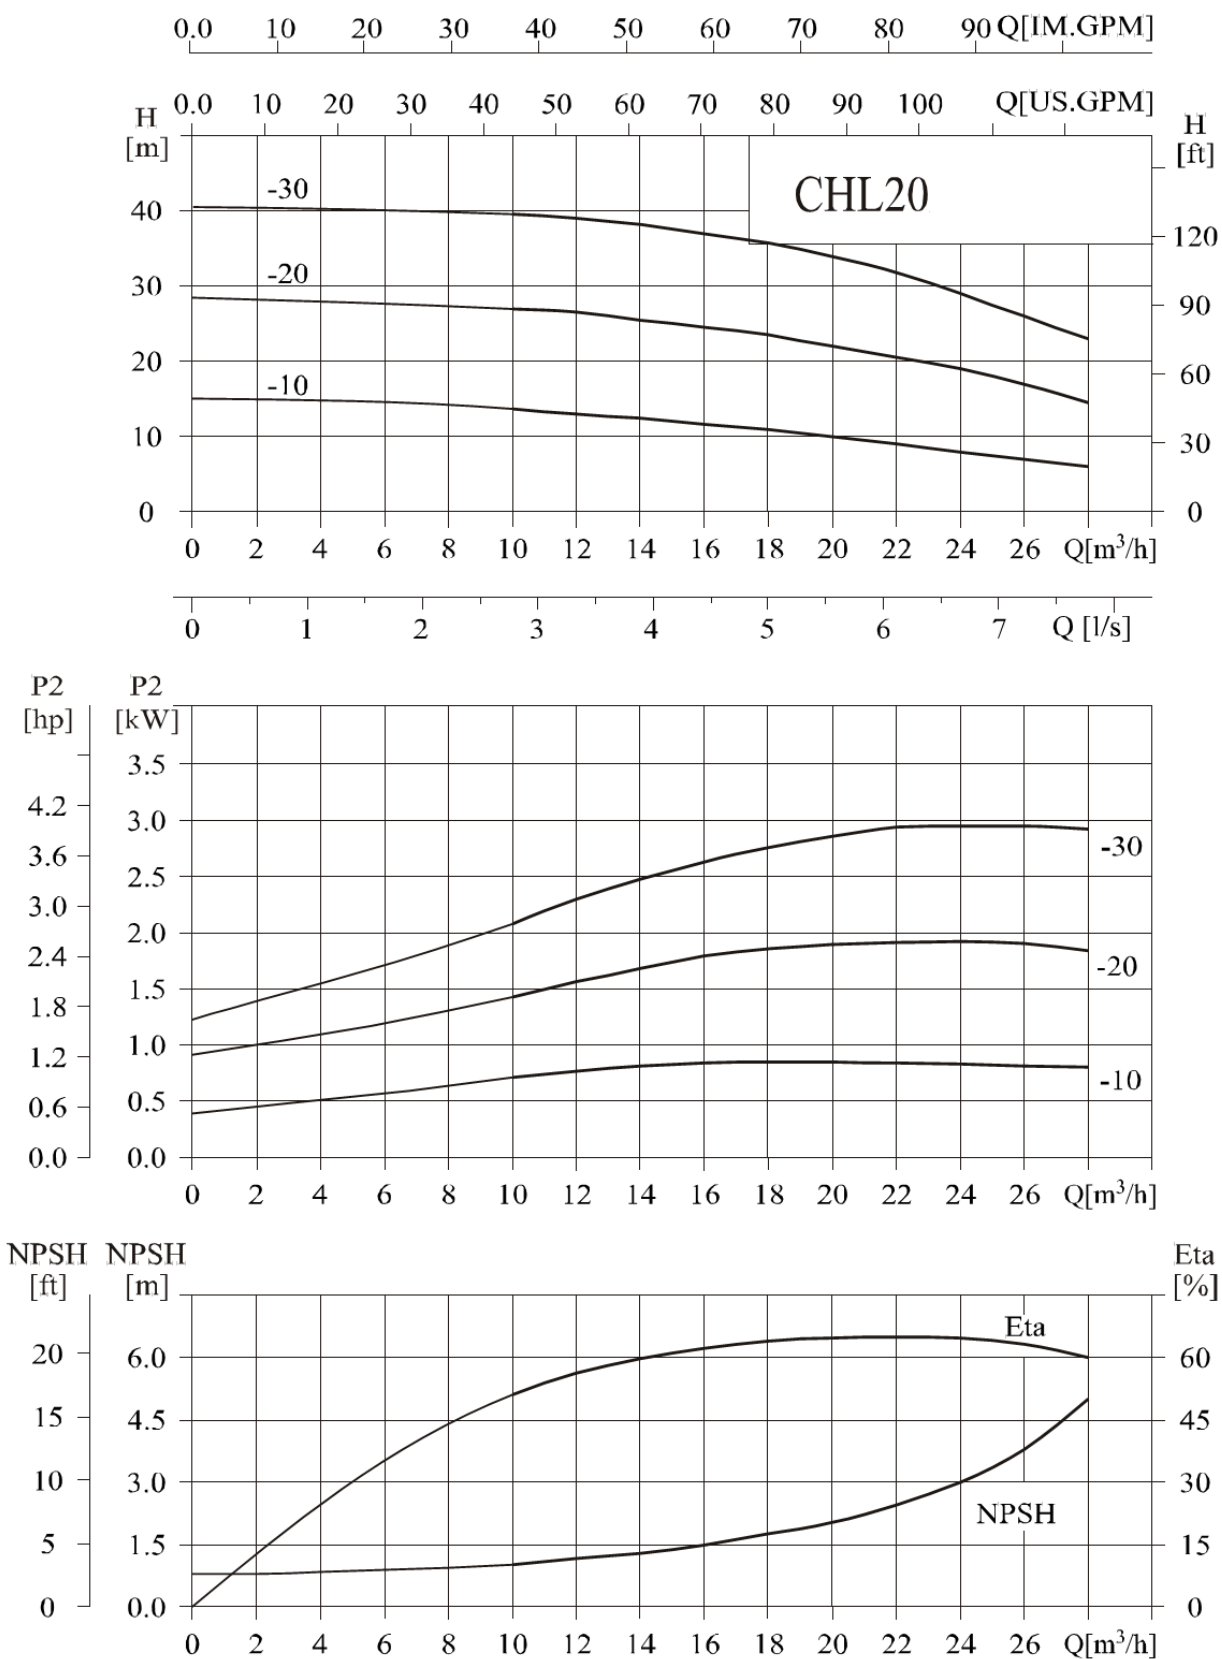 0.0 10 20 30 40 50 60 70 80 90 Q[IM.GPM]
0.0 10 20 30 40 50 60 70 80 90 100 Q[US.GPM]
H
[m]
H
[ft]
CHL20
-30
40
120
-20
30
90
20
60
-10
10
30
0
0
0 2 4 6 8 10 12 14 16 18 20 22 24 26 Q[m³/h]
0 1 2 3 4 5 6 7 Q [l/s]
P2
[hp]
P2
[kW]
3.5
4.2
3.0
-30
3.6
2.5
3.0
2.0
2.4
-20
1.5
1.8
1.0
1.2
-10
0.5
0.6
0.0
0.0
0 2 4 6 8 10 12 14 16 18 20 22 24 26 Q[m³/h]
NPSH
[ft]
NPSH
[m]
Eta
[%]
Eta
20 6.0 60
15 4.5 45
10 3.0 30
NPSH
5 1.5 15
0 0.0 0
0 2 4 6 8 10 12 14 16 18 20 22 24 26 Q[m³/h]